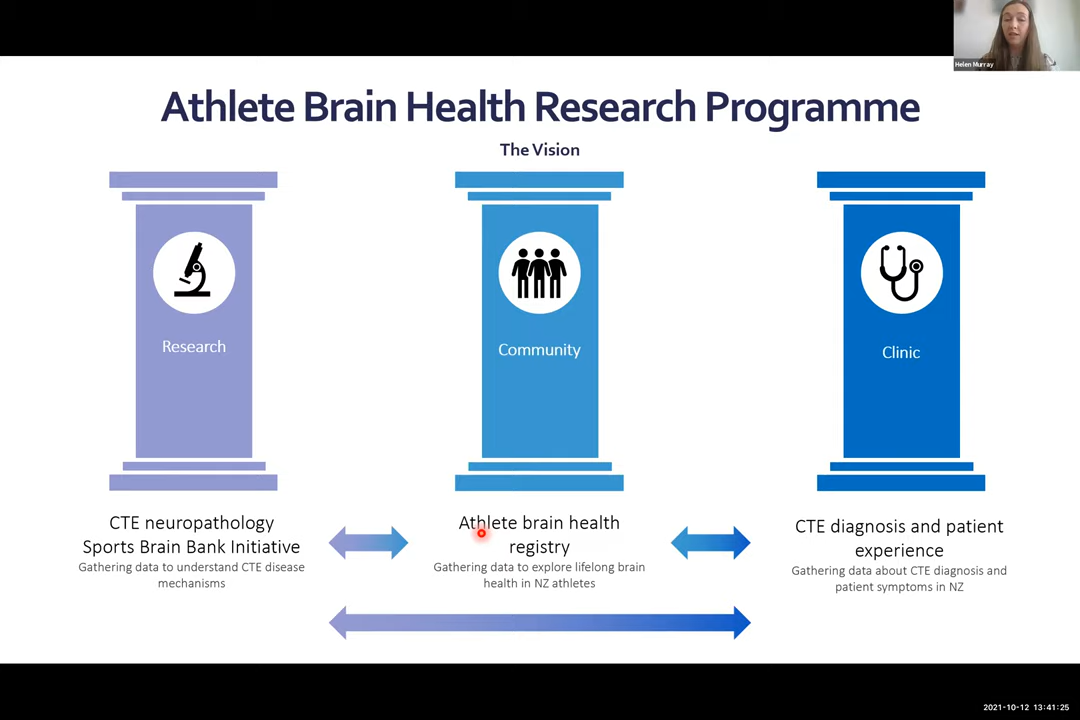 Helen Murray
Athlete Brain Health Research Programme
The Vision
Research
Community
Clinic
CTE neuropathology
Sports Brain Bank Initiative
Gathering data to understand CTE disease
mechanisms
Athlete brain health
registry
Gathering data to explore lifelong brain
health in NZ athletes
CTE diagnosis and patient
experience
Gathering data about CTE diagnosis and
patient symptoms in NZ
2021-10-12 13:41:25